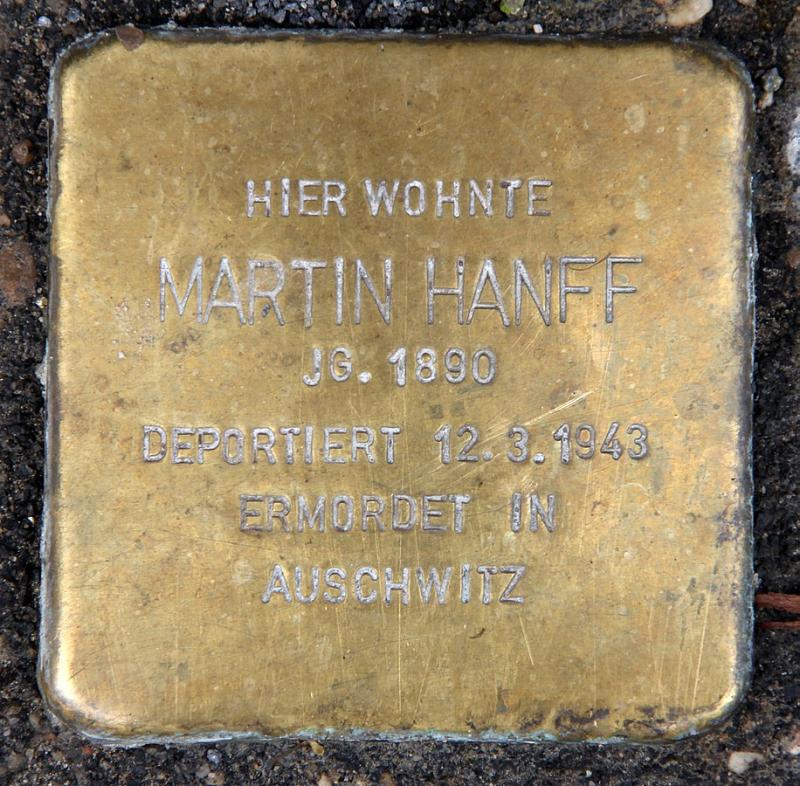 HIER WOHNTE
MARTIN HANFF
JG. 1890
DEPORTIERT 12.3.1943
ERMORDET IN
AUSCHWITZ